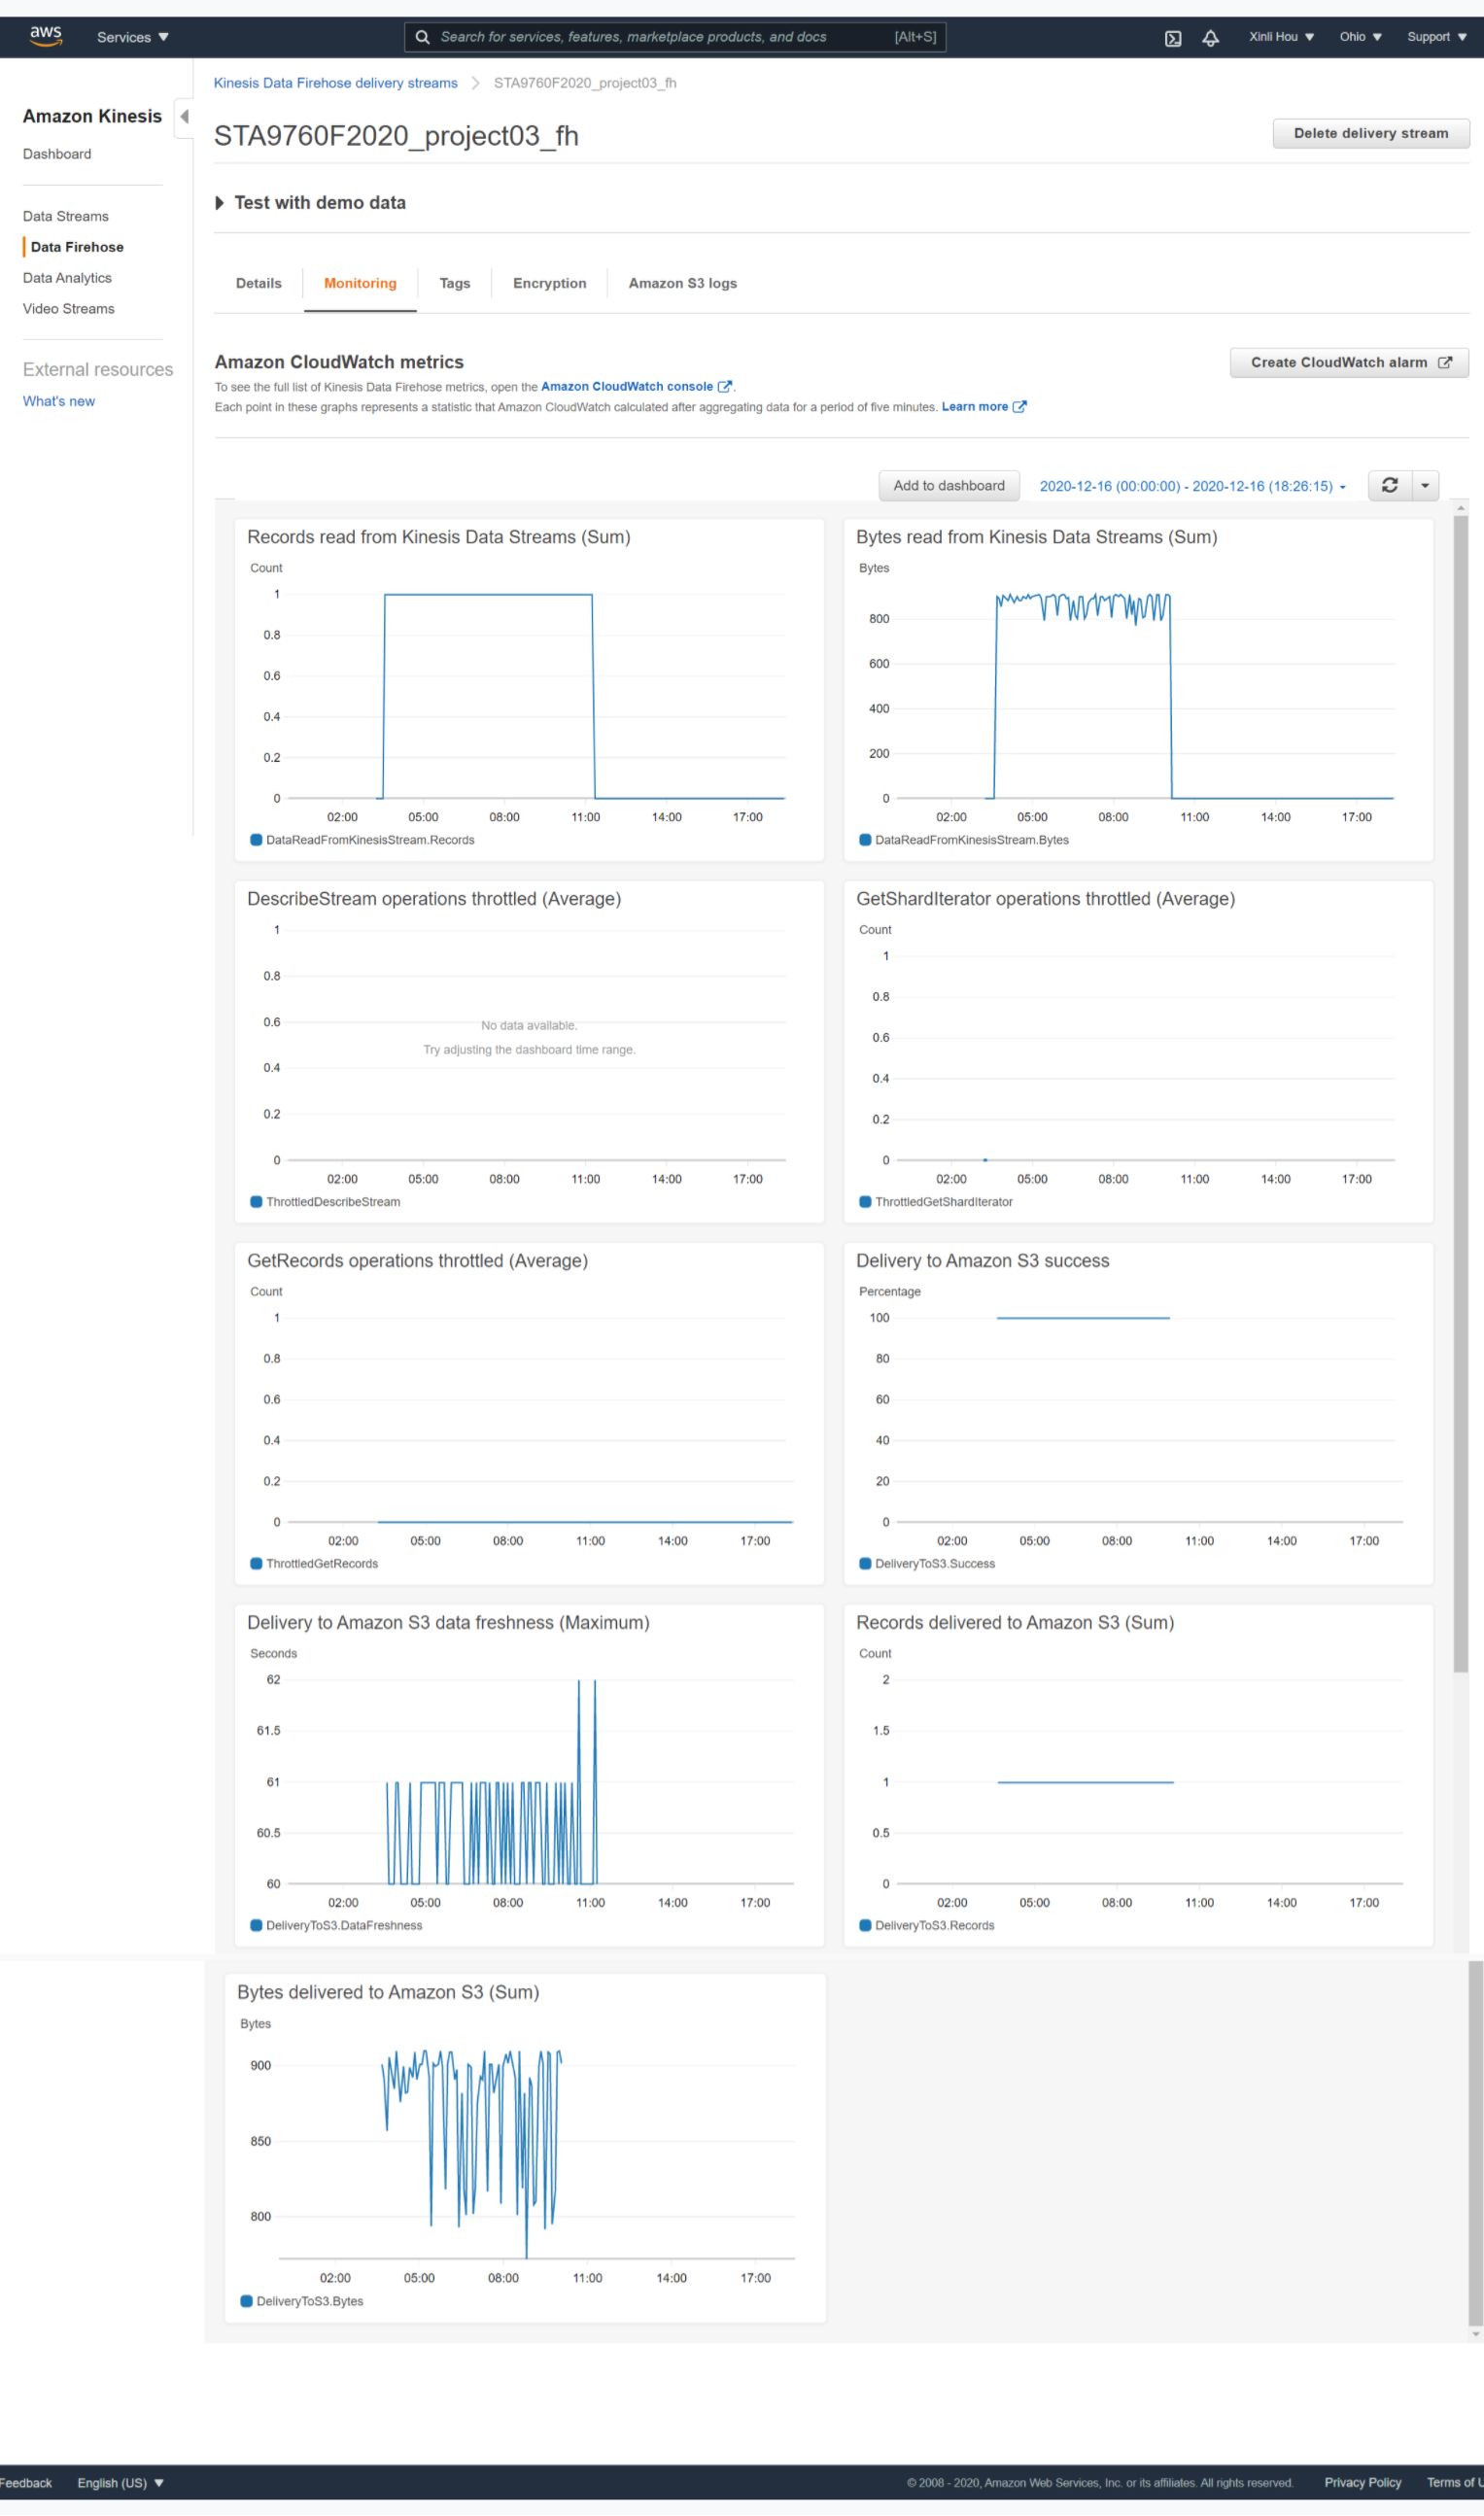 aws Services ▼ Search for services, features, marketplace products, and docs [Alt+S] Xinli Hou ▼ Ohio ▼ Support ▼
Kinesis Data Firehose delivery streams > STA9760F2020_project03_fh
Amazon Kinesis
Dashboard
Data Streams
Data Firehose
Data Analytics
Video Streams
External resources
What's new
STA9760F2020_project03_fh Delete delivery stream
Test with demo data
Details Monitoring Tags Encryption Amazon S3 logs
Amazon CloudWatch metrics Create CloudWatch alarm
To see the full list of Kinesis Data Firehose metrics, open the Amazon CloudWatch console.
Each point in these graphs represents a statistic that Amazon CloudWatch calculated after aggregating data for a period of five minutes. Learn more
Add to dashboard 2020-12-16 (00:00:00) - 2020-12-16 (18:26:15)
Records read from Kinesis Data Streams (Sum)
Count
1
0.8
0.6
0.4
0.2
0
02:00 05:00 08:00 11:00 14:00 17:00
DataReadFromKinesisStream.Records
Bytes read from Kinesis Data Streams (Sum)
Bytes
800
600
400
200
0
02:00 05:00 08:00 11:00 14:00 17:00
DataReadFromKinesisStream.Bytes
DescribeStream operations throttled (Average)
1
0.8
0.6
No data available.
Try adjusting the dashboard time range.
0.4
0.2
0
02:00 05:00 08:00 11:00 14:00 17:00
ThrottledDescribeStream
GetShardIterator operations throttled (Average)
Count
1
0.8
0.6
0.4
0.2
0
02:00 05:00 08:00 11:00 14:00 17:00
ThrottledGetShardIterator
GetRecords operations throttled (Average)
Count
1
0.8
0.6
0.4
0.2
0
02:00 05:00 08:00 11:00 14:00 17:00
ThrottledGetRecords
Delivery to Amazon S3 success
Percentage
100
80
60
40
20
0
02:00 05:00 08:00 11:00 14:00 17:00
DeliveryToS3.Success
Delivery to Amazon S3 data freshness (Maximum)
Seconds
62
61.5
61
60.5
60
02:00 05:00 08:00 11:00 14:00 17:00
DeliveryToS3.DataFreshness
Records delivered to Amazon S3 (Sum)
Count
2
1.5
1
0.5
0
02:00 05:00 08:00 11:00 14:00 17:00
DeliveryToS3.Records
Bytes delivered to Amazon S3 (Sum)
Bytes
900
850
800
02:00 05:00 08:00 11:00 14:00 17:00
DeliveryToS3.Bytes
Feedback English (US) ▼ © 2008 - 2020, Amazon Web Services, Inc. or its affiliates. All rights reserved. Privacy Policy Terms of U